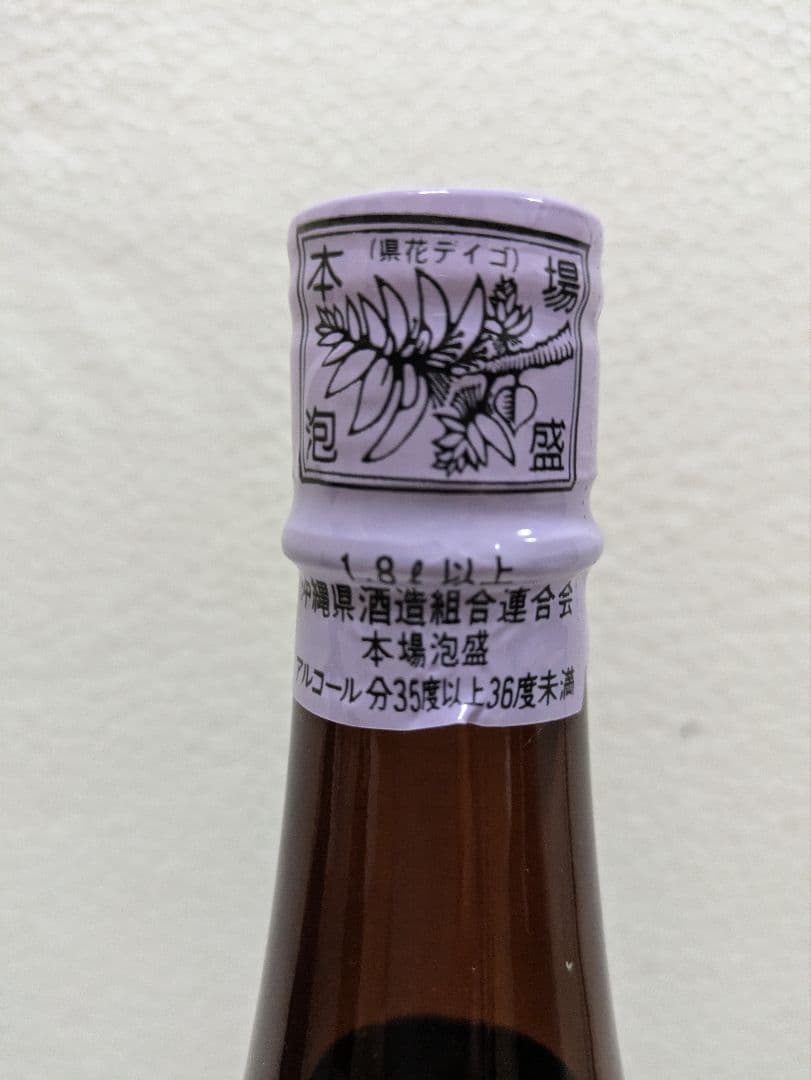 (県花デイゴ)
本場
泡盛
1.8ℓ以上
沖縄県酒造組合連合会
本場泡盛
アルコール分35度以上36度未満